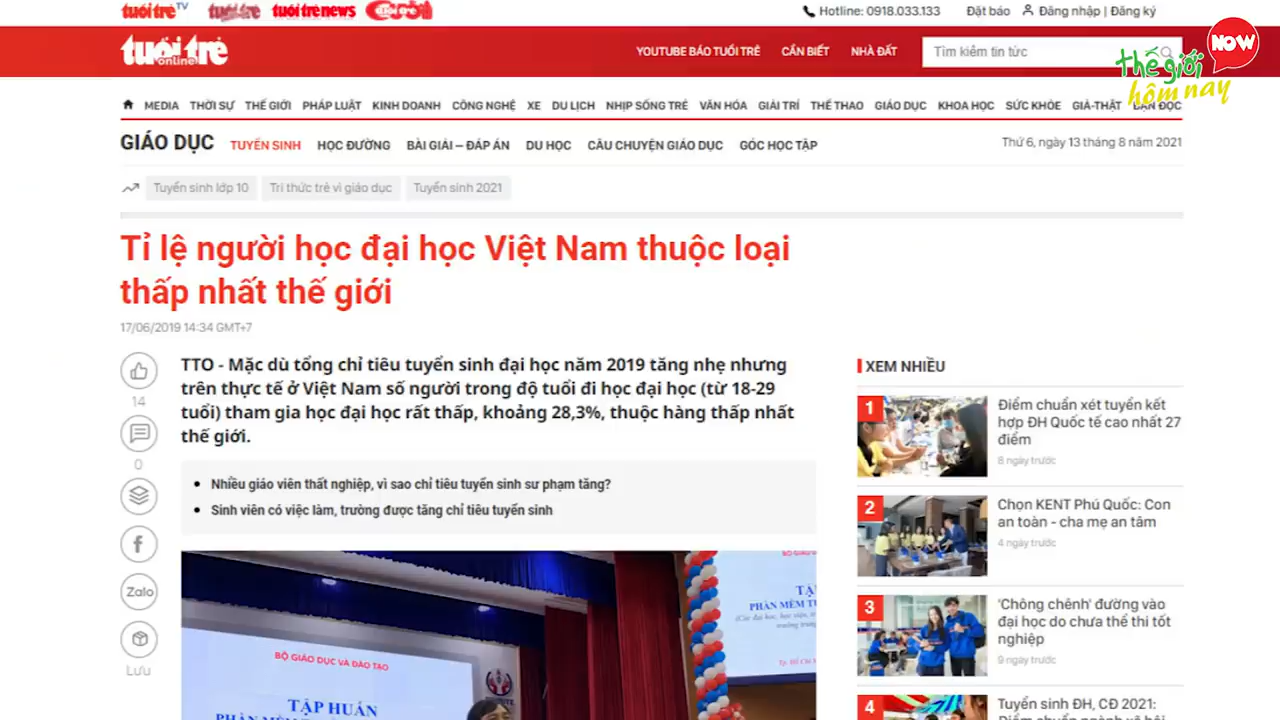 tuổi trẻ TV tuổi trẻ tuổi trẻ news tuổi trẻ cười
Hotline: 0918.033.133 Đặt báo Đăng nhập | Đăng ký
tuổi trẻ online
YOUTUBE BÁO TUỔI TRẺ CẦN BIẾT NHÀ ĐẤT Tìm kiếm tin tức
NOW
thế giới
hôm nay
MEDIA THỜI SỰ THẾ GIỚI PHÁP LUẬT KINH DOANH CÔNG NGHỆ XE DU LỊCH NHỊP SỐNG TRẺ VĂN HÓA GIẢI TRÍ THỂ THAO GIÁO DỤC KHOA HỌC SỨC KHỎE GIẢ-THẬT BẠN ĐỌC
GIÁO DỤC TUYỂN SINH HỌC ĐƯỜNG BÀI GIẢI – ĐÁP ÁN DU HỌC CÂU CHUYỆN GIÁO DỤC GÓC HỌC TẬP
Thứ 6, ngày 13 tháng 8 năm 2021
Tuyển sinh lớp 10 Tri thức trẻ vì giáo dục Tuyển sinh 2021
Tỉ lệ người học đại học Việt Nam thuộc loại
thấp nhất thế giới
17/06/2019 14:34 GMT+7
14
0
Zalo
Lưu
TTO - Mặc dù tổng chỉ tiêu tuyển sinh đại học năm 2019 tăng nhẹ nhưng
trên thực tế ở Việt Nam số người trong độ tuổi đi học đại học (từ 18-29
tuổi) tham gia học đại học rất thấp, khoảng 28,3%, thuộc hàng thấp nhất
thế giới.
Nhiều giáo viên thất nghiệp, vì sao chỉ tiêu tuyển sinh sư phạm tăng?
Sinh viên có việc làm, trường được tăng chỉ tiêu tuyển sinh
BỘ GIÁO DỤC VÀ ĐÀO TẠO
TẬP HUẤN
PHẦN MỀM
PHẦN MỀM
XEM NHIỀU
1
Điểm chuẩn xét tuyển kết
hợp ĐH Quốc tế cao nhất 27
điểm
8 ngày trước
2
Chọn KENT Phú Quốc: Con
an toàn - cha mẹ an tâm
4 ngày trước
3
'Chông chênh' đường vào
đại học do chưa thể thi tốt
nghiệp
9 ngày trước
4
Tuyển sinh ĐH, CĐ 2021:
Điểm chuẩn ngành xã hội